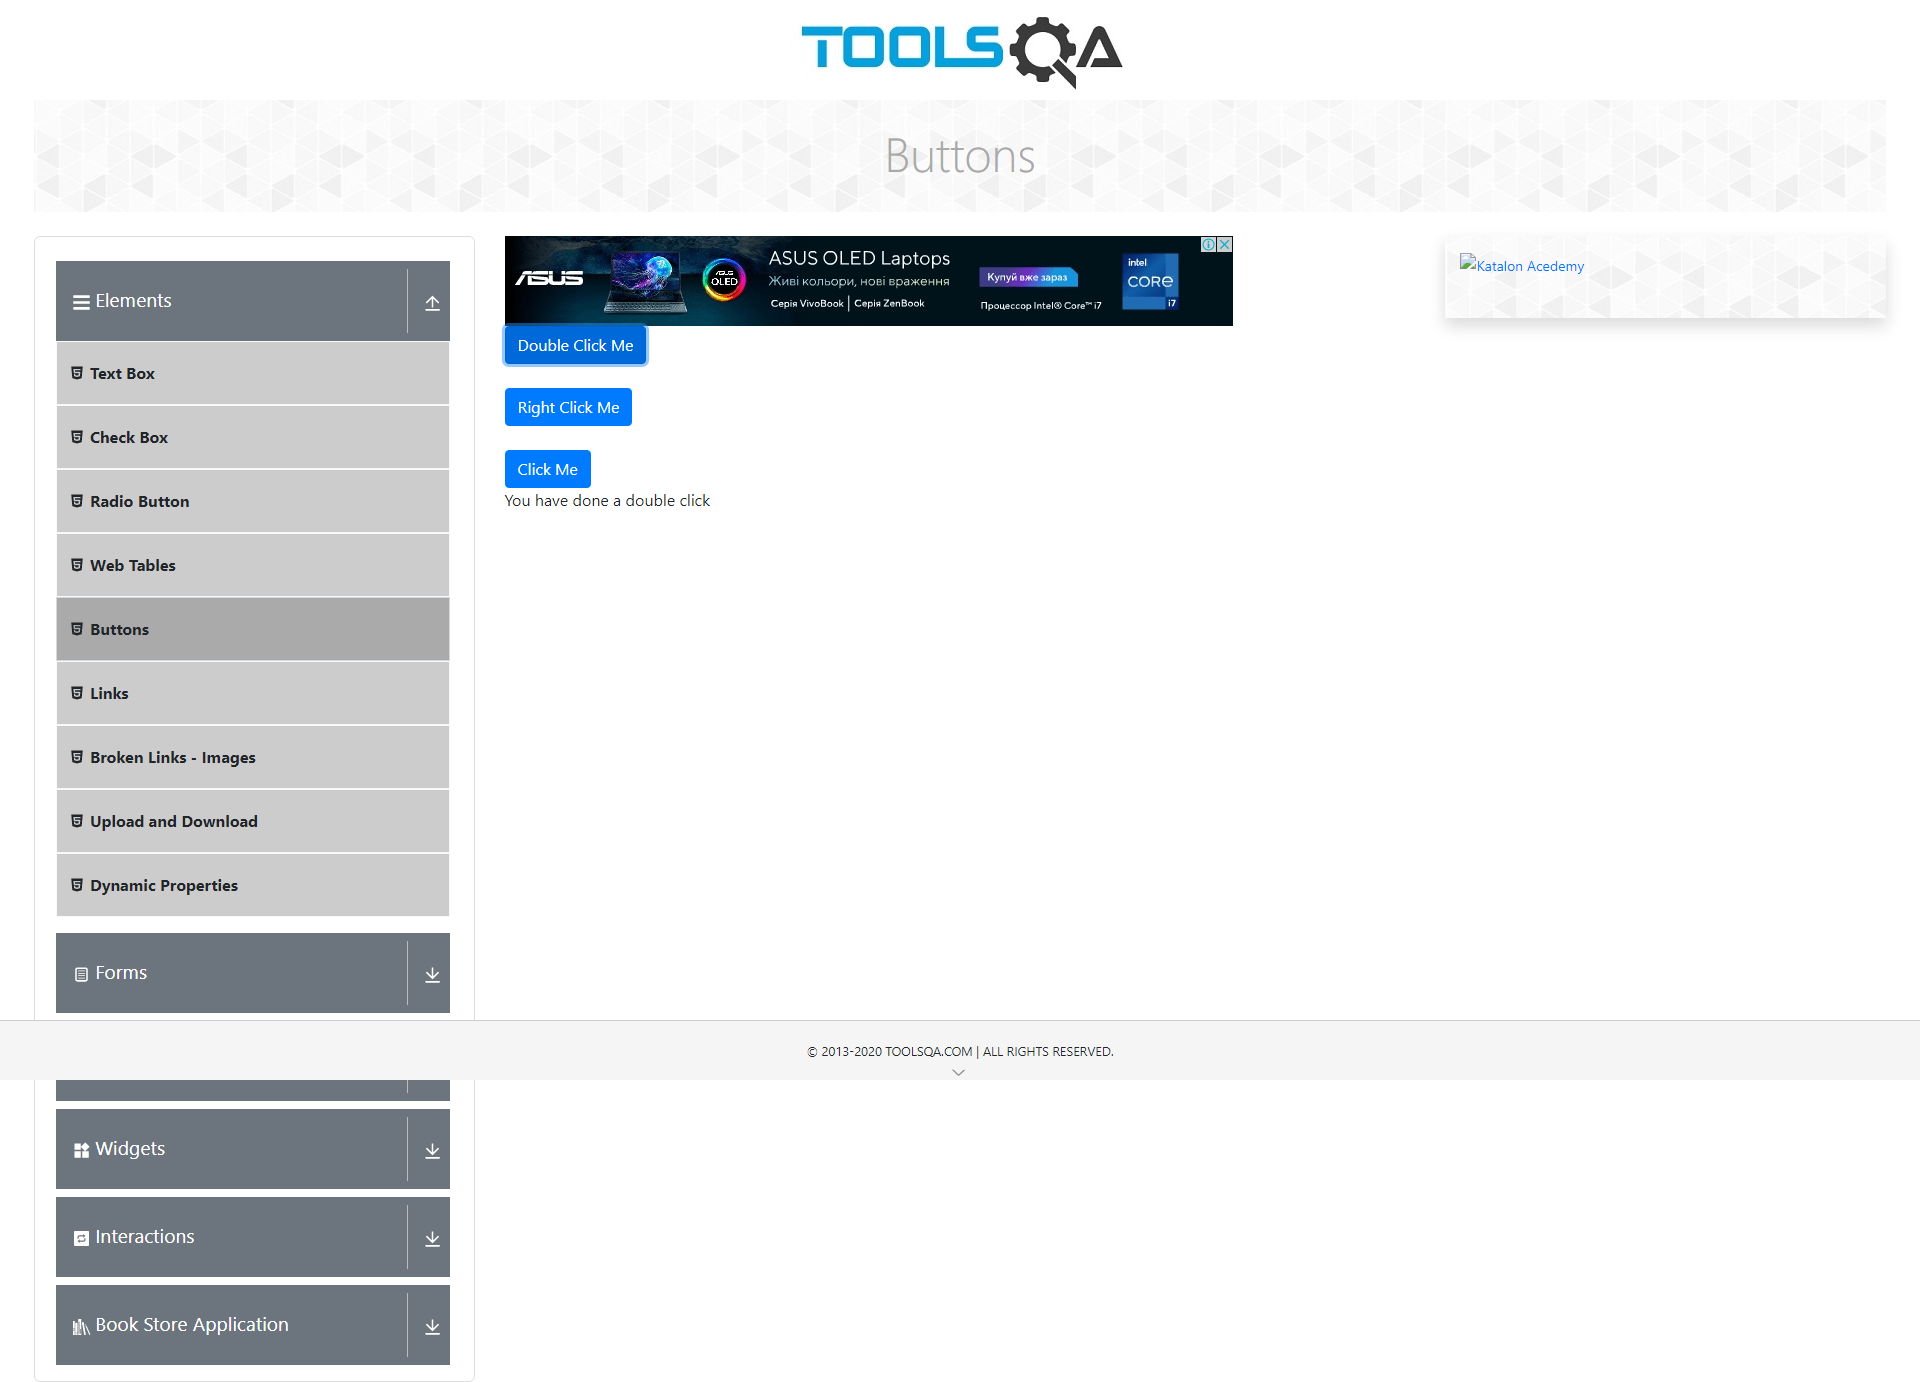 TOOLSQA
Buttons
Elements
Text Box
Check Box
Radio Button
Web Tables
Buttons
Links
Broken Links - Images
Upload and Download
Dynamic Properties
Forms
Widgets
Interactions
Book Store Application
ASUS
ASUS
OLED
ASUS OLED Laptops
Живі кольори, нові враження
Серія VivoBook | Серія ZenBook
Купуй вже зараз
Процессор Intel® Core™ i7
intel
CORE
i7
Double Click Me
Right Click Me
Click Me
You have done a double click
Katalon Acedemy
© 2013-2020 TOOLSQA.COM | ALL RIGHTS RESERVED.